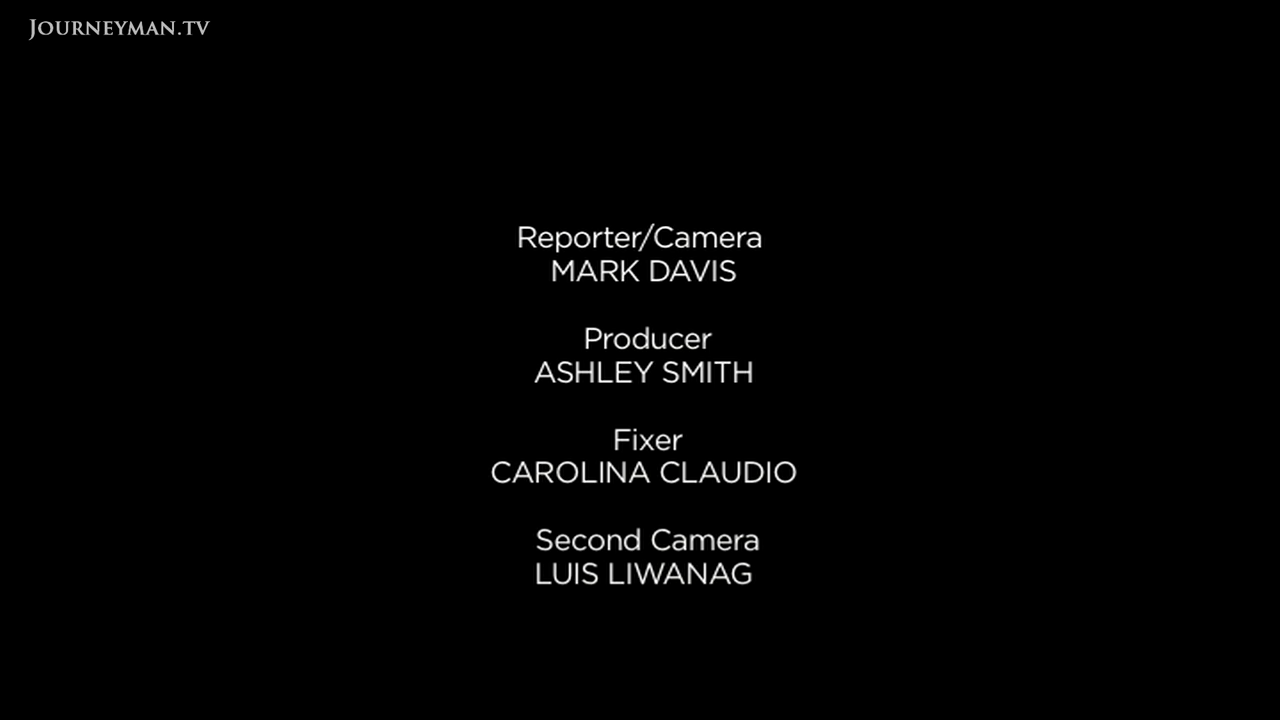 JOURNEYMAN.TV
Reporter/Camera
MARK DAVIS
Producer
ASHLEY SMITH
Fixer
CAROLINA CLAUDIO
Second Camera
LUIS LIWANAG